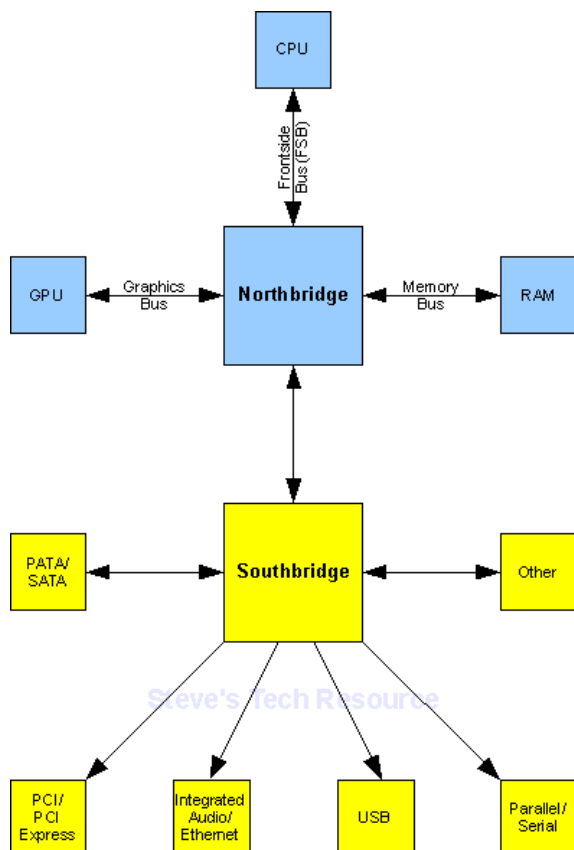 CPU
Frontside
Bus (FSB)
GPU
Graphics
Bus
Northbridge
Memory
Bus
RAM
PATA/
SATA
Southbridge
Other
Steve's Tech Resource
PCI/
PCI
Express
Integrated
Audio/
Ethernet
USB
Parallel/
Serial